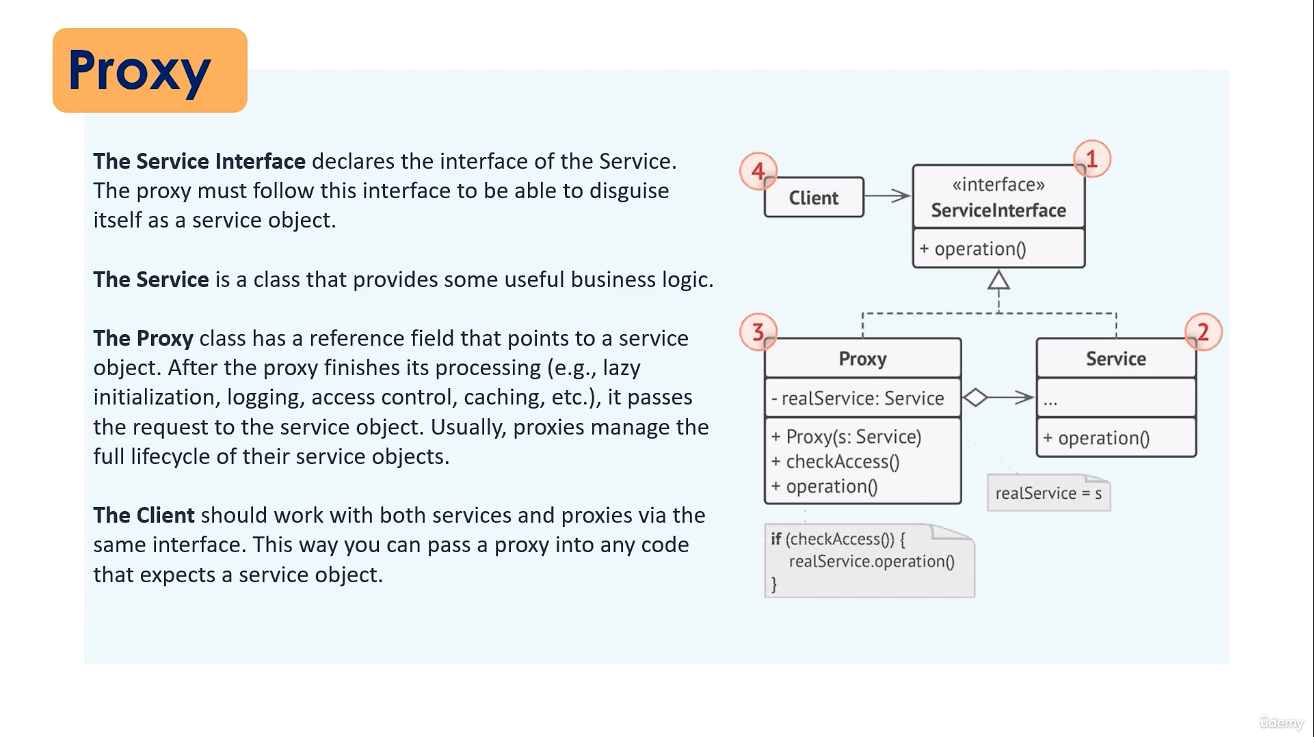 Proxy
The Service Interface declares the interface of the Service.
The proxy must follow this interface to be able to disguise
itself as a service object.
The Service is a class that provides some useful business logic.
The Proxy class has a reference field that points to a service
object. After the proxy finishes its processing (e.g., lazy
initialization, logging, access control, caching, etc.), it passes
the request to the service object. Usually, proxies manage the
full lifecycle of their service objects.
The Client should work with both services and proxies via the
same interface. This way you can pass a proxy into any code
that expects a service object.
4
Client
1
«interface»
ServiceInterface
+ operation()
3
Proxy
- realService: Service
+ Proxy(s: Service)
+ checkAccess()
+ operation()
2
Service
...
+ operation()
realService = s
if (checkAccess()) {
realService.operation()
}
ûdemy